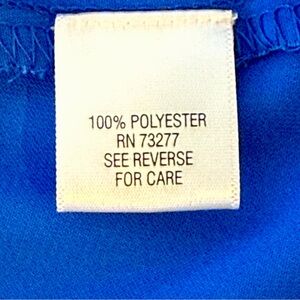 100% POLYESTER
RN 73277
SEE REVERSE
FOR CARE